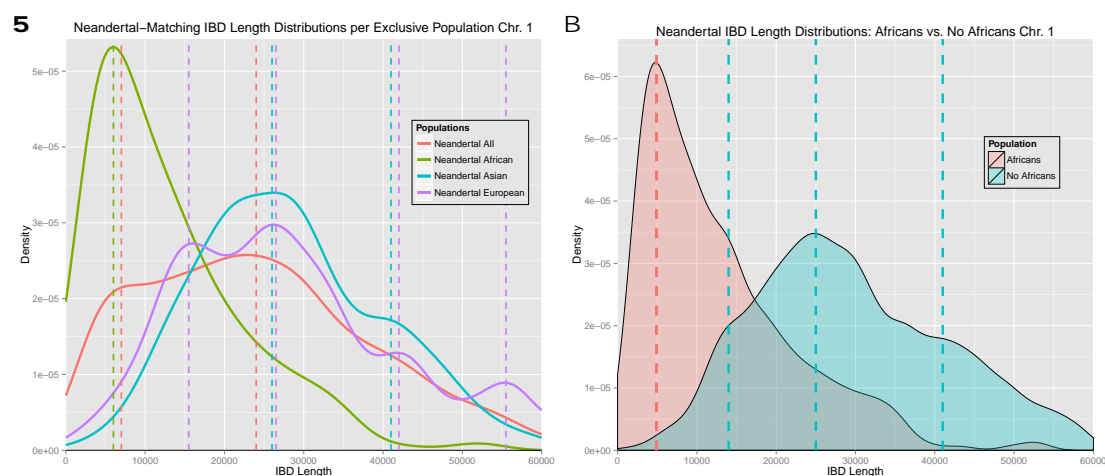 5
Neandertal−Matching IBD Length Distributions per Exclusive Population Chr. 1
5e−05
4e−05
3e−05
2e−05
1e−05
0e+00
Density
Populations
Neandertal All
Neandertal African
Neandertal Asian
Neandertal European
0 10000 20000 30000 40000 50000 60000
IBD Length
B
Neandertal IBD Length Distributions: Africans vs. No Africans Chr. 1
6e−05
5e−05
4e−05
3e−05
2e−05
1e−05
0e+00
Density
Population
Africans
No Africans
0 10000 20000 30000 40000 50000 60000
IBD Length